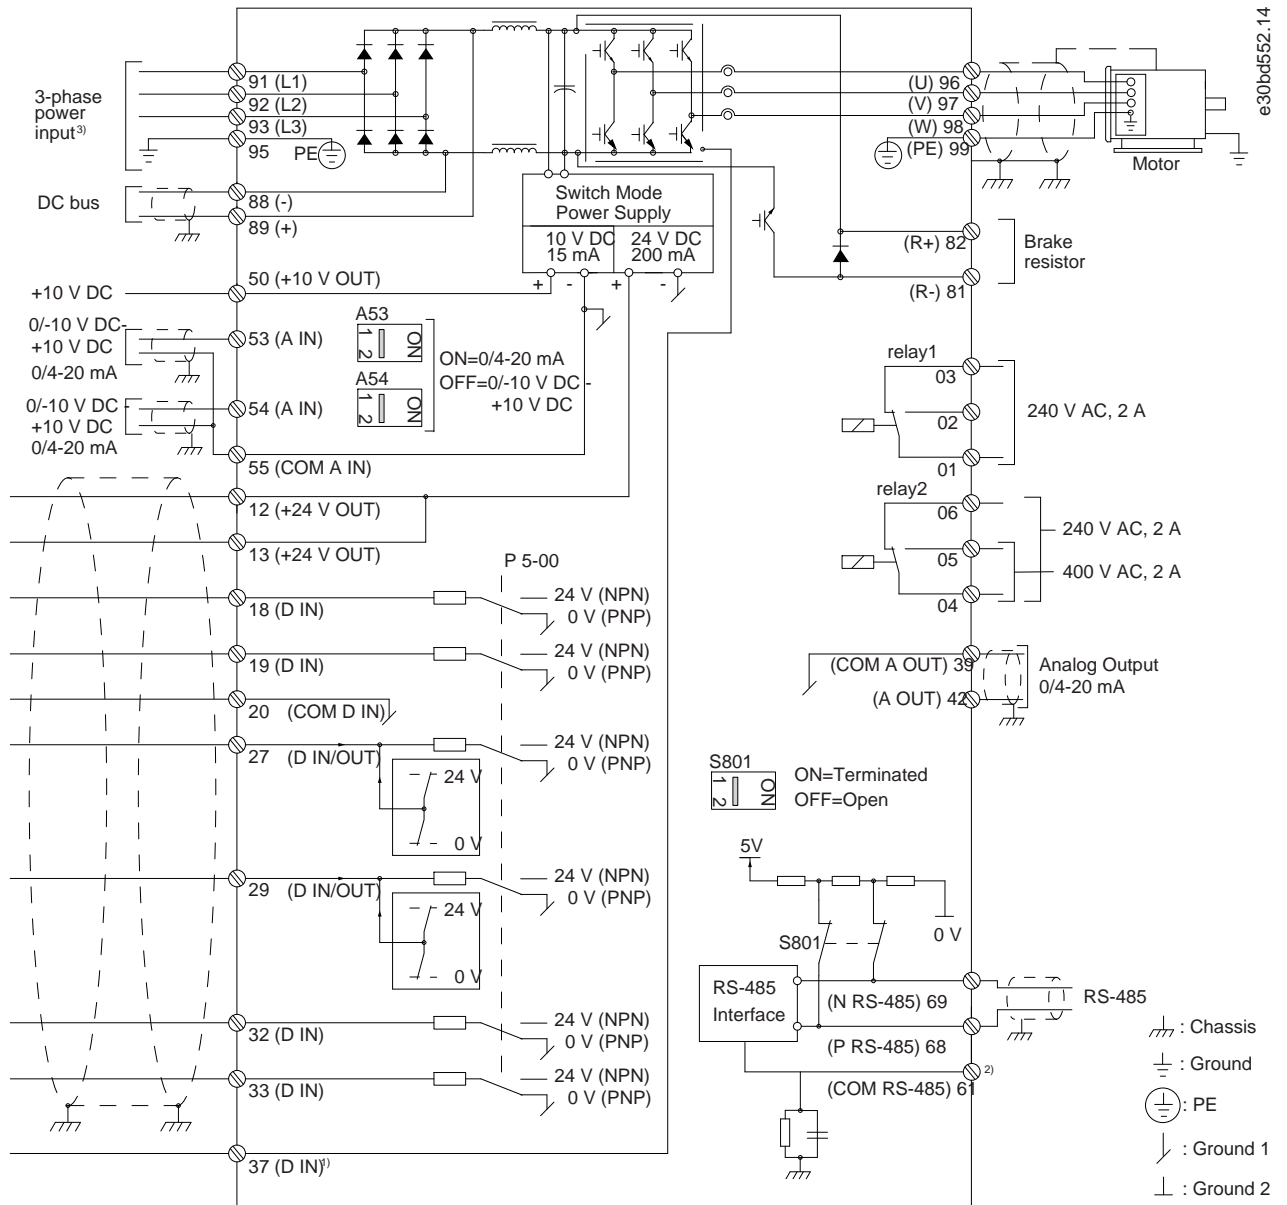 e30bd552.14
3-phase
power
input3)
91 (L1)
92 (L2)
93 (L3)
95
PE
DC bus
88 (-)
89 (+)
Switch Mode
Power Supply
10 V DC
15 mA
24 V DC
200 mA
+ - + -
(U) 96
(V) 97
(W) 98
(PE) 99
Motor
(R+) 82
(R-) 81
Brake
resistor
+10 V DC
50 (+10 V OUT)
0/-10 V DC-
+10 V DC
0/4-20 mA
53 (A IN)
0/-10 V DC -
+10 V DC
0/4-20 mA
54 (A IN)
55 (COM A IN)
A53
1 2 ON
A54
1 2 ON
ON=0/4-20 mA
OFF=0/-10 V DC -
+10 V DC
relay1
03
02
01
240 V AC, 2 A
relay2
06
05
04
240 V AC, 2 A
400 V AC, 2 A
12 (+24 V OUT)
13 (+24 V OUT)
P 5-00
18 (D IN)
24 V (NPN)
0 V (PNP)
19 (D IN)
24 V (NPN)
0 V (PNP)
20 (COM D IN)
27 (D IN/OUT)
24 V (NPN)
0 V (PNP)
24 V
0 V
29 (D IN/OUT)
24 V (NPN)
0 V (PNP)
24 V
0 V
32 (D IN)
24 V (NPN)
0 V (PNP)
33 (D IN)
24 V (NPN)
0 V (PNP)
37 (D IN)1)
(COM A OUT) 39
(A OUT) 42
Analog Output
0/4-20 mA
S801
1 2 ON
ON=Terminated
OFF=Open
5V
S801
0 V
RS-485
Interface
(N RS-485) 69
(P RS-485) 68
(COM RS-485) 61
2)
RS-485
: Chassis
: Ground
: PE
: Ground 1
: Ground 2